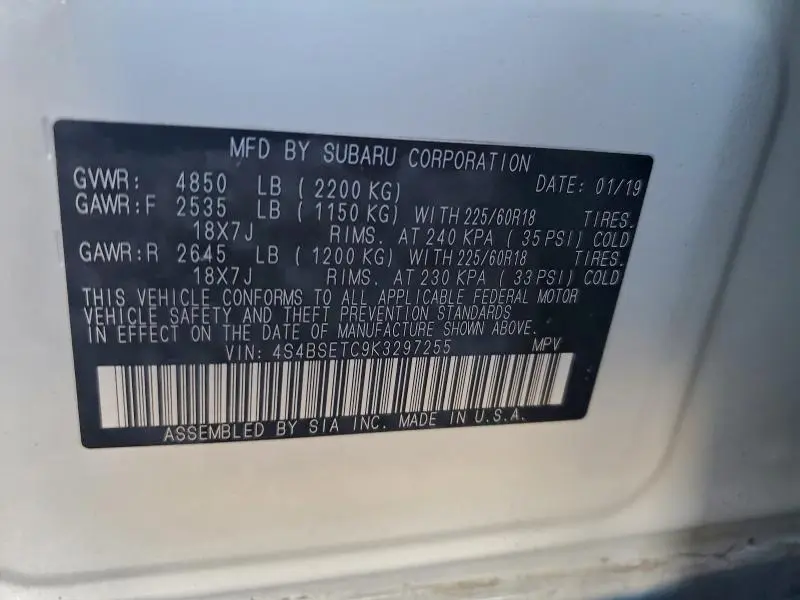 MFD BY SUBARU CORPORATION
GVWR: 4850 LB ( 2200 KG) DATE: 01/19
GAWR:F 2535 LB ( 1150 KG) WITH 225/60R18 TIRES.
18X7J RIMS. AT 240 KPA ( 35 PSI) COLD
GAWR:R 2645 LB ( 1200 KG) WITH 225/60R18 TIRES.
18X7J RIMS. AT 230 KPA ( 33 PSI) COLD
THIS VEHICLE CONFORMS TO ALL APPLICABLE FEDERAL MOTOR
VEHICLE SAFETY AND THEFT PREVENTION STANDARDS
IN EFFECT ON THE DATE OF MANUFACTURE SHOWN ABOVE.
VIN: 4S4BSETC9K3297255 MPV
ASSEMBLED BY SIA INC. MADE IN U.S.A.